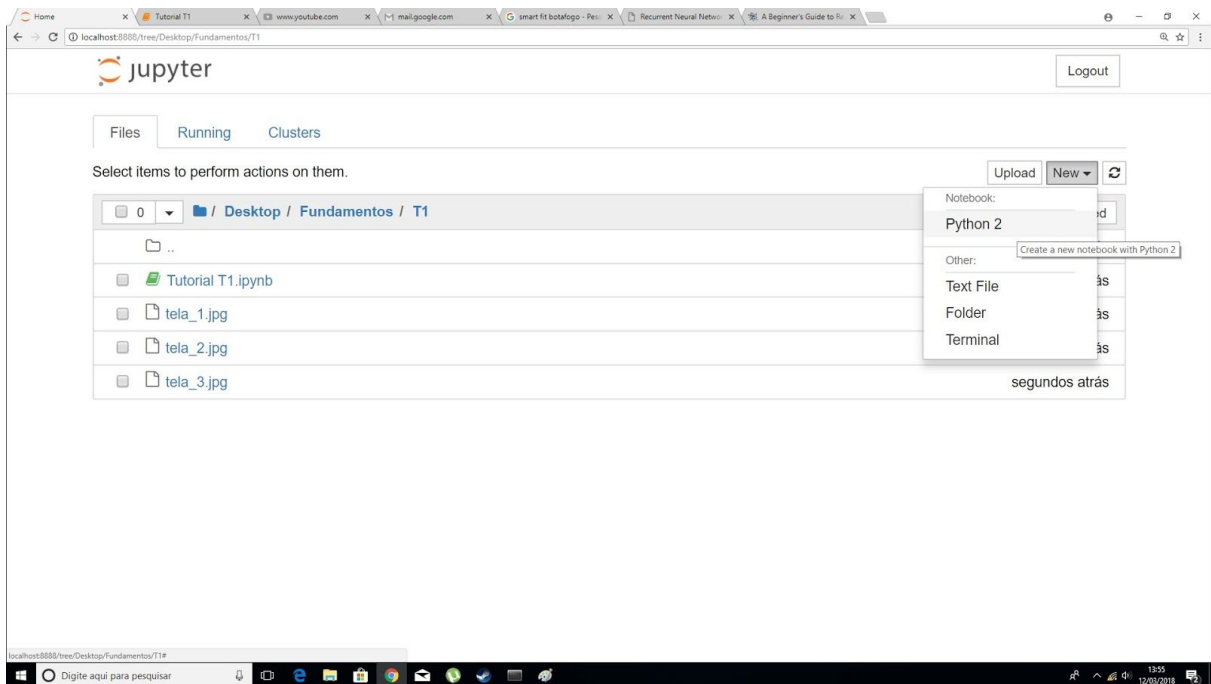 Home
Tutorial T1
www.youtube.com
mail.google.com
smart fit botafogo - Pes
Recurrent Neural Netwo
A Beginner's Guide to R
localhost:8888/tree/Desktop/Fundamentos/T1
jupyter
Logout
Files Running Clusters
Select items to perform actions on them.
Upload New
0 / Desktop / Fundamentos / T1
Notebook:
Python 2
Create a new notebook with Python 2
Other:
Text File
Folder
Terminal
..
Tutorial T1.ipynb
tela_1.jpg
tela_2.jpg
tela_3.jpg segundos atrás
localhost:8888/tree/Desktop/Fundamentos/T1#
Digite aqui para pesquisar
13:55
12/03/2018